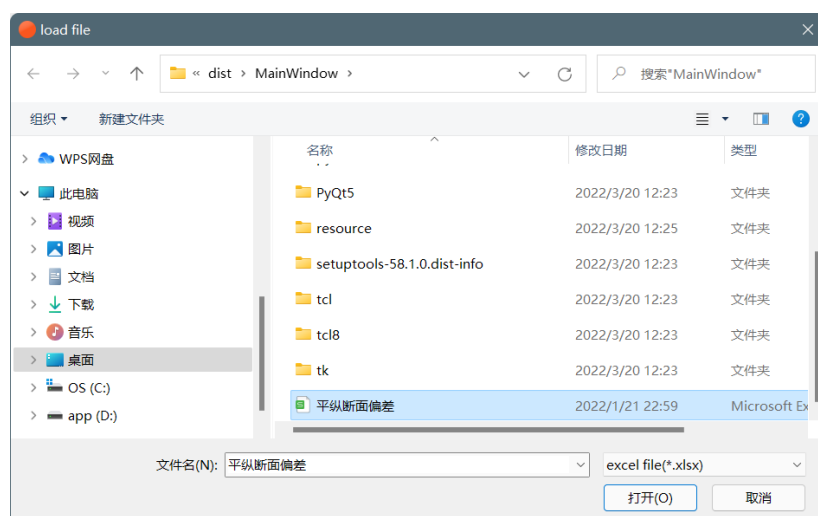 load file
« dist › MainWindow ›
搜索"MainWindow"
组织
新建文件夹
WPS网盘
此电脑
视频
图片
文档
下载
音乐
桌面
OS (C:)
app (D:)
名称 修改日期 类型
PyQt5 2022/3/20 12:23 文件夹
resource 2022/3/20 12:25 文件夹
setuptools-58.1.0.dist-info 2022/3/20 12:23 文件夹
tcl 2022/3/20 12:23 文件夹
tcl8 2022/3/20 12:23 文件夹
tk 2022/3/20 12:23 文件夹
平纵断面偏差 2022/1/21 22:59 Microsoft Ex
文件名(N): 平纵断面偏差 excel file(*.xlsx)
打开(O) 取消